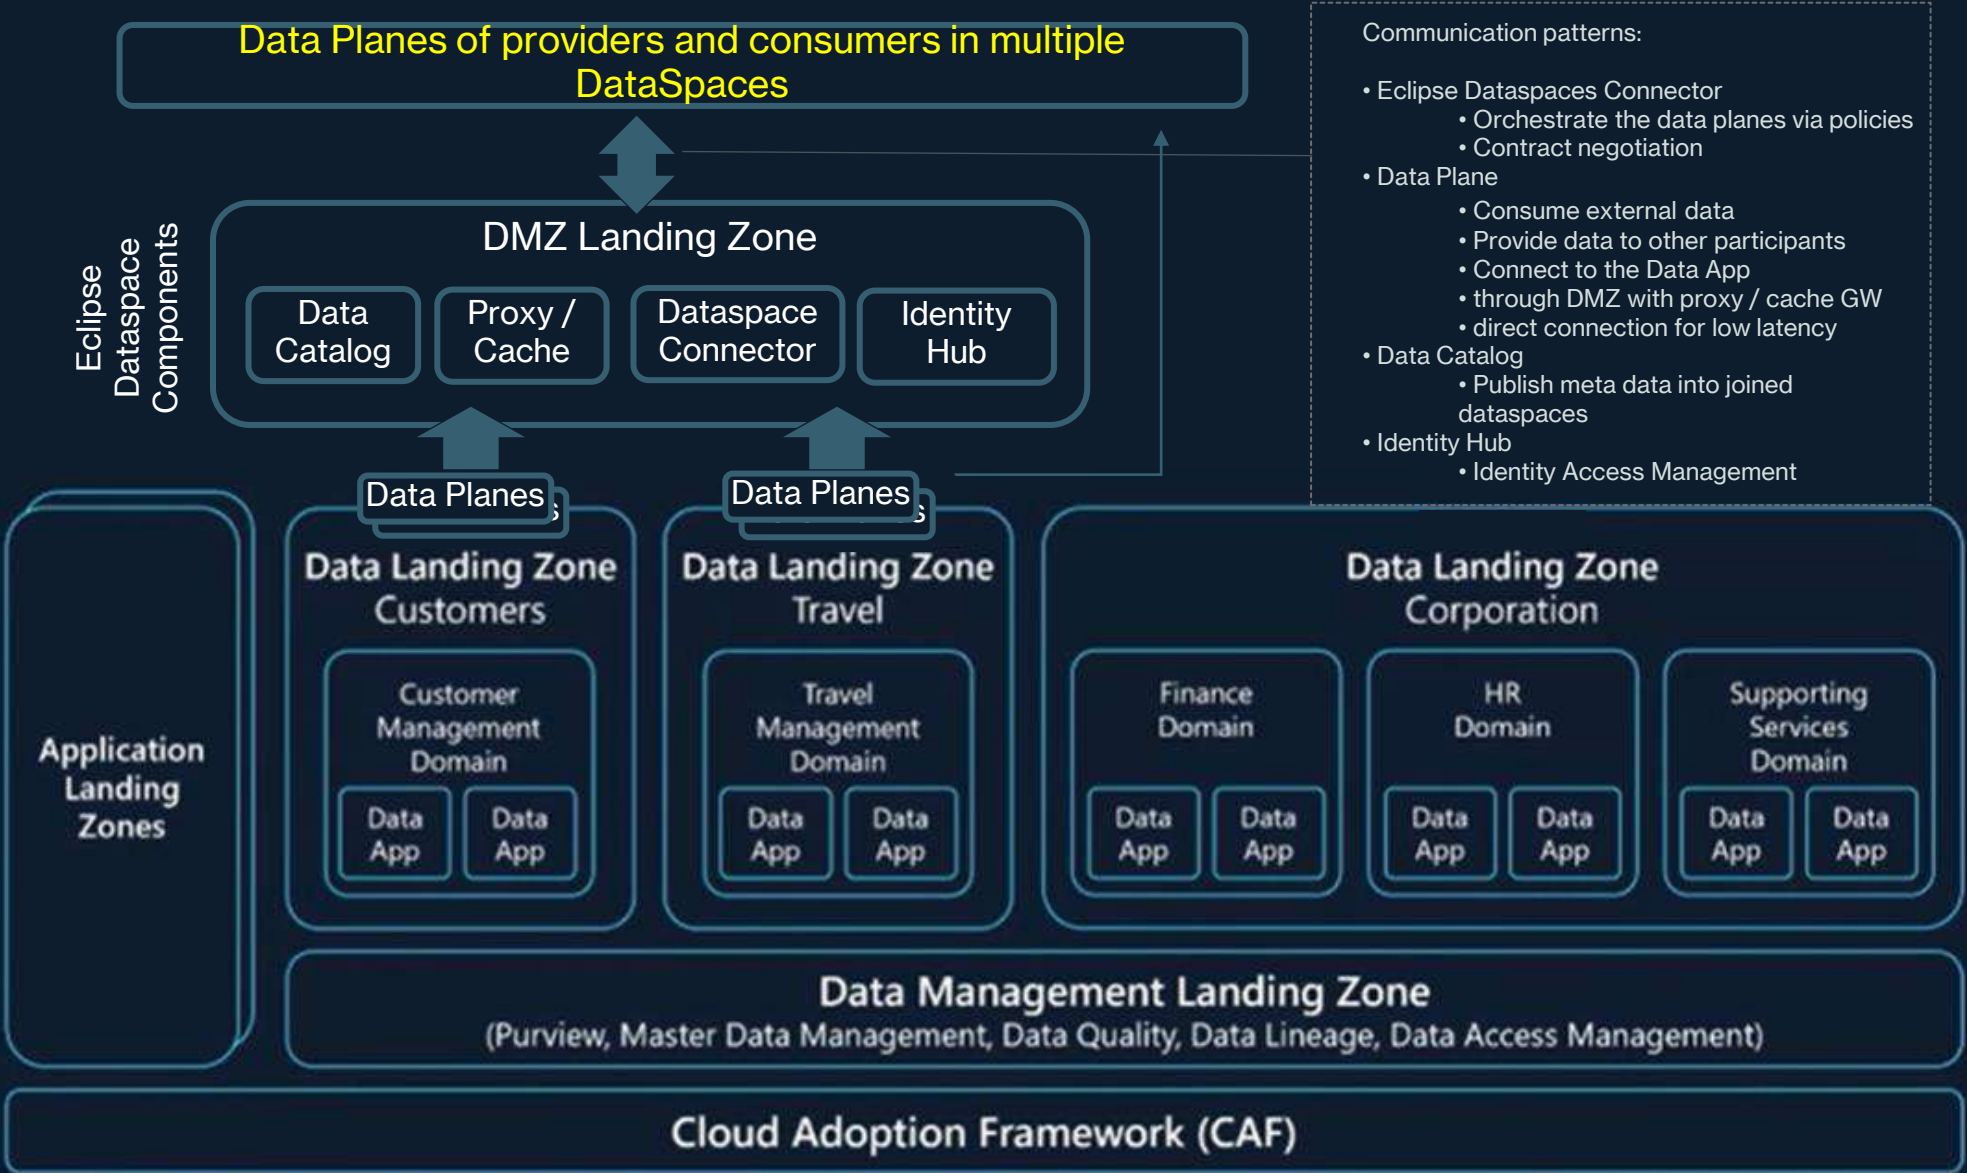 Data Planes of providers and consumers in multiple
DataSpaces
Communication patterns:
• Eclipse Dataspaces Connector
• Orchestrate the data planes via policies
• Contract negotiation
• Data Plane
• Consume external data
• Provide data to other participants
• Connect to the Data App
• through DMZ with proxy / cache GW
• direct connection for low latency
• Data Catalog
• Publish meta data into joined
dataspaces
• Identity Hub
• Identity Access Management
Eclipse
Dataspace
Components
DMZ Landing Zone
Data
Catalog
Proxy /
Cache
Dataspace
Connector
Identity
Hub
Data Planes
s
Data Planes
s
Application
Landing
Zones
Data Landing Zone
Customers
Customer
Management
Domain
Data
App
Data
App
Data Landing Zone
Travel
Travel
Management
Domain
Data
App
Data
App
Data Landing Zone
Corporation
Finance
Domain
Data
App
Data
App
HR
Domain
Data
App
Data
App
Supporting
Services
Domain
Data
App
Data
App
Data Management Landing Zone
(Purview, Master Data Management, Data Quality, Data Lineage, Data Access Management)
Cloud Adoption Framework (CAF)